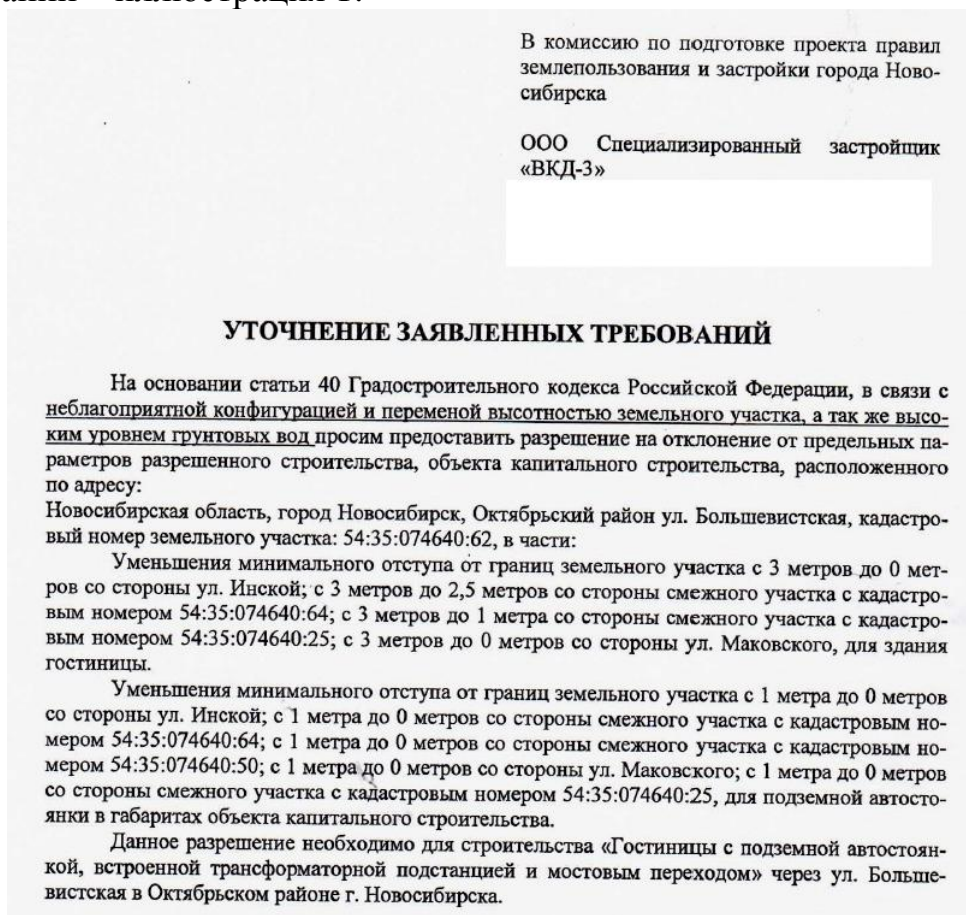 В комиссию по подготовке проекта правил
землепользования и застройки города Ново-
сибирска
ООО Специализированный застройщик
«ВКД-3»
УТОЧНЕНИЕ ЗАЯВЛЕННЫХ ТРЕБОВАНИЙ
На основании статьи 40 Градостроительного кодекса Российской Федерации, в связи с
неблагоприятной конфигурацией и переменой высотностью земельного участка, а так же высо-
ким уровнем грунтовых вод просим предоставить разрешение на отклонение от предельных па-
раметров разрешенного строительства, объекта капитального строительства, расположенного
по адресу:
Новосибирская область, город Новосибирск, Октябрьский район ул. Большевистская, кадастро-
вый номер земельного участка: 54:35:074640:62, в части:
Уменьшения минимального отступа от границ земельного участка с 3 метров до 0 мет-
ров со стороны ул. Инской; с 3 метров до 2,5 метров со стороны смежного участка с кадастро-
вым номером 54:35:074640:64; с 3 метров до 1 метра со стороны смежного участка с кадастро-
вым номером 54:35:074640:25; с 3 метров до 0 метров со стороны ул. Маковского, для здания
гостиницы.
Уменьшения минимального отступа от границ земельного участка с 1 метра до 0 метров
со стороны ул. Инской; с 1 метра до 0 метров со стороны смежного участка с кадастровым но-
мером 54:35:074640:64; с 1 метра до 0 метров со стороны смежного участка с кадастровым но-
мером 54:35:074640:50; с 1 метра до 0 метров со стороны ул. Маковского; с 1 метра до 0 метров
со стороны смежного участка с кадастровым номером 54:35:074640:25, для подземной автосто-
янки в габаритах объекта капитального строительства.
Данное разрешение необходимо для строительства «Гостиницы с подземной автостоян-
кой, встроенной трансформаторной подстанцией и мостовым переходом» через ул. Больше-
вистская в Октябрьском районе г. Новосибирска.